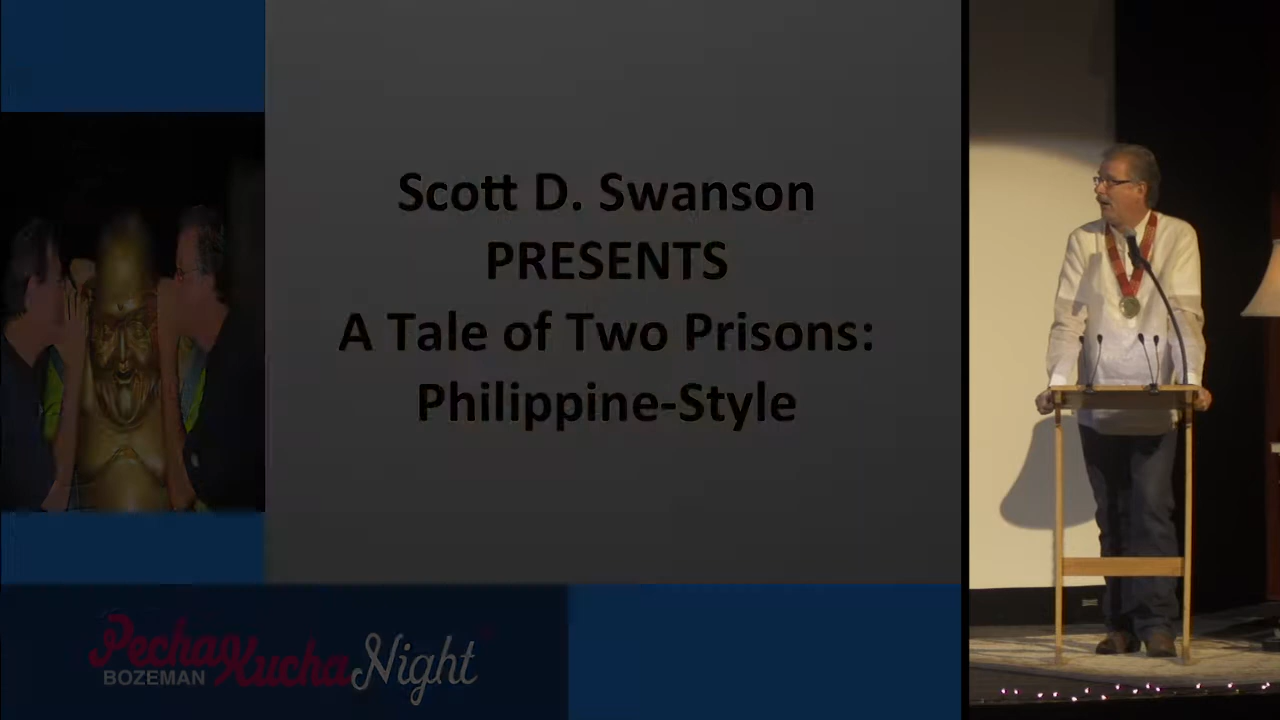 Scott D. Swanson
PRESENTS
A Tale of Two Prisons:
Philippine-Style
PechaKucha Night
BOZEMAN